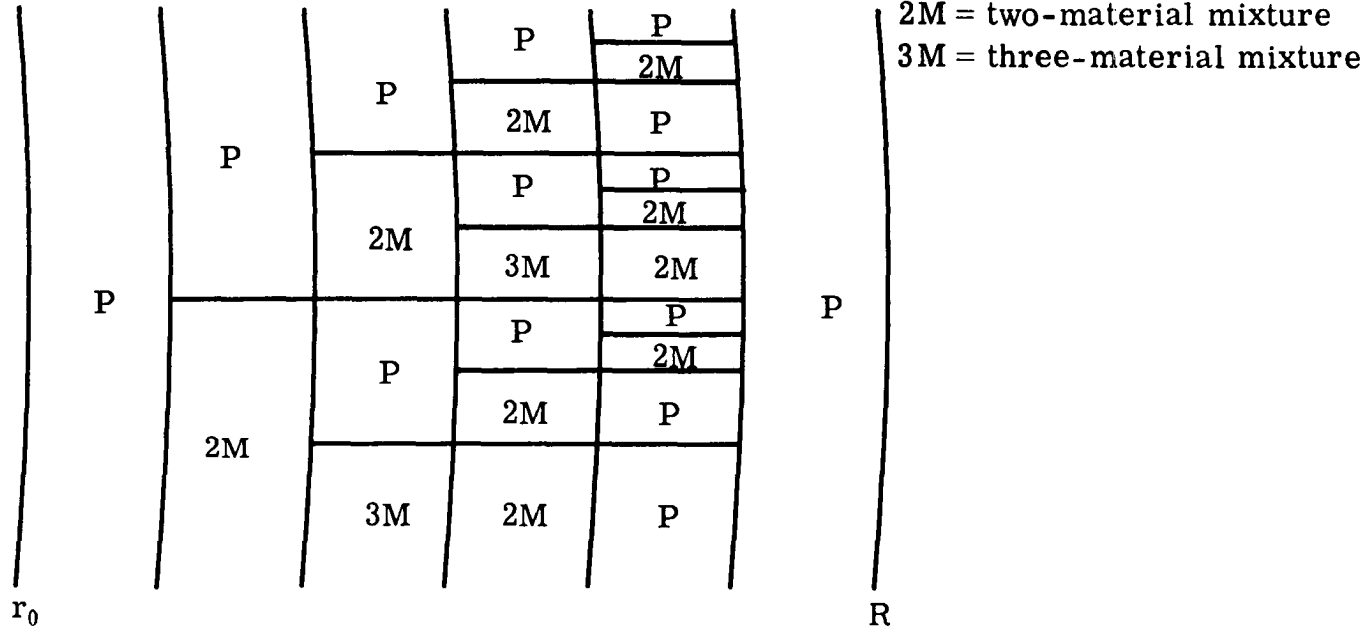 2M = two-material mixture
3M = three-material mixture
P P
P 2M
P 2M P
P
P P
2M 2M
3M 2M
P P P P
P 2M
2M P
2M
3M 2M P
r₀ R